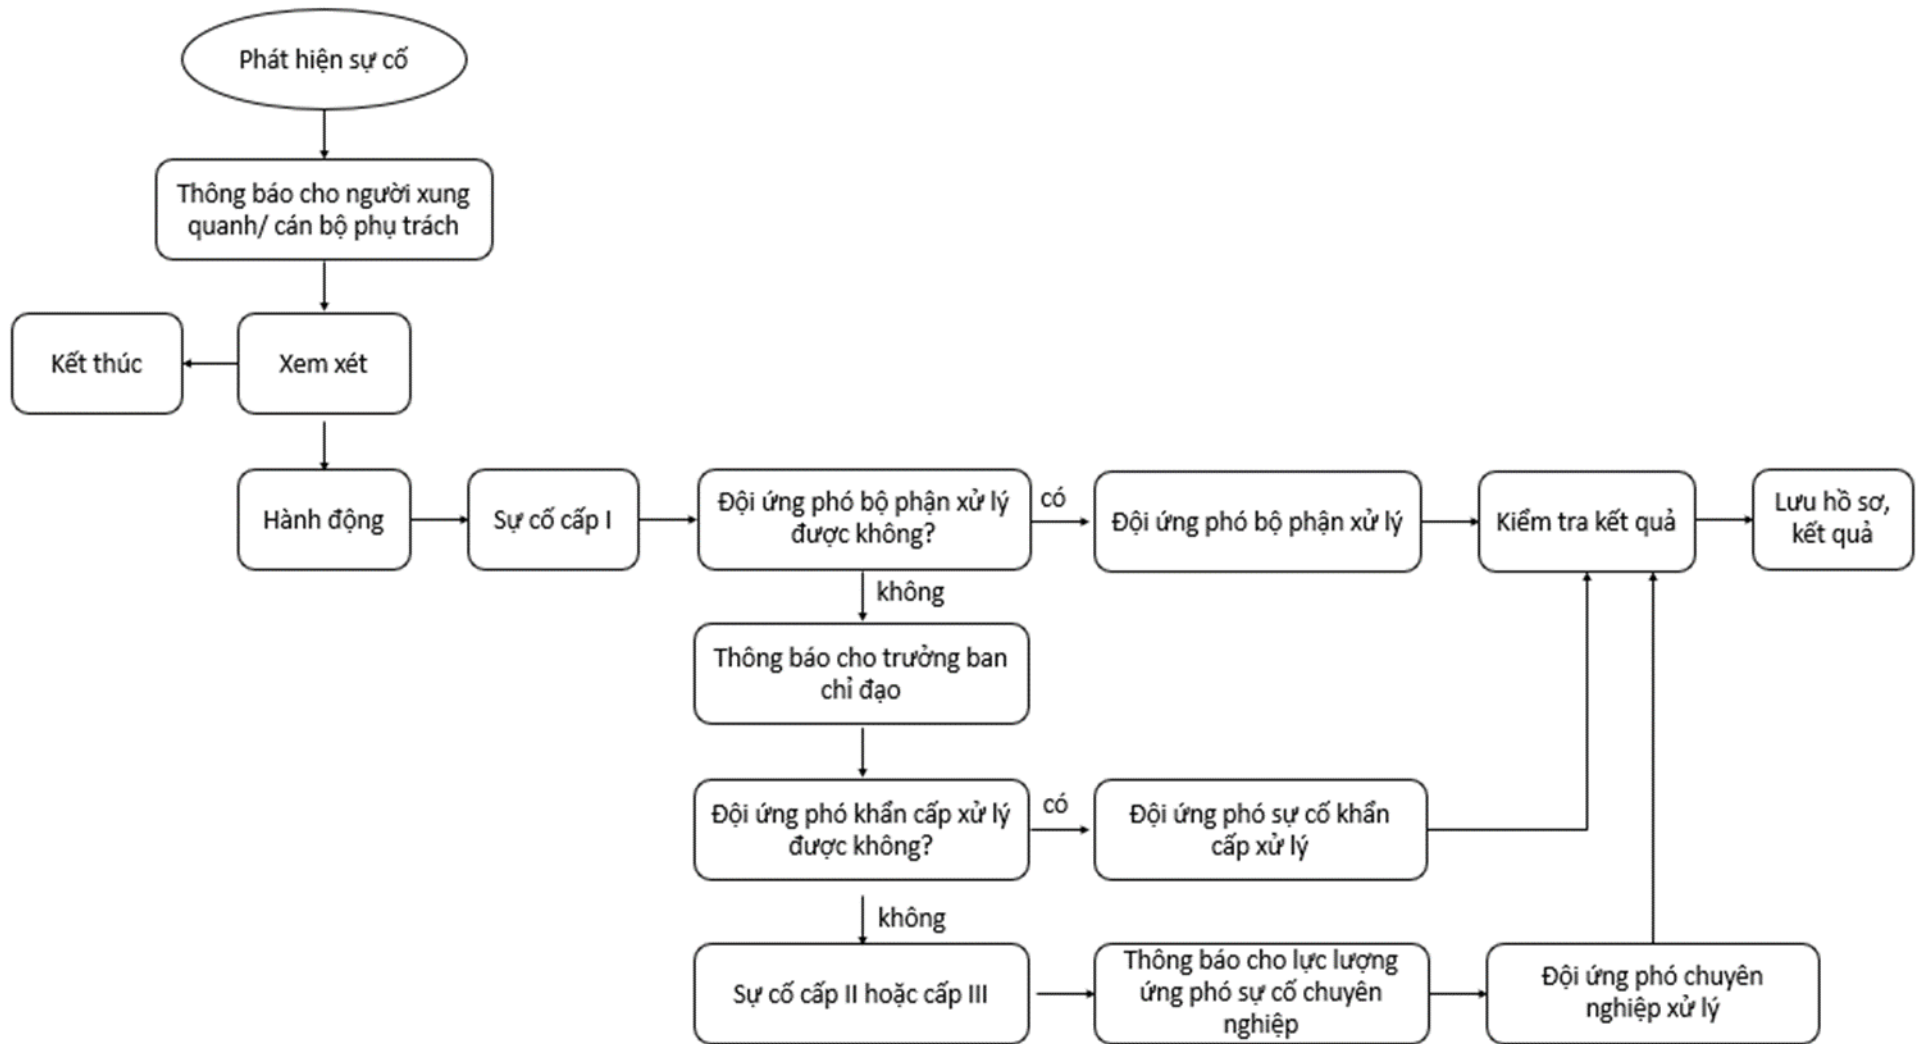 Phát hiện sự cố
Thông báo cho người xung
quanh/ cán bộ phụ trách
Kết thúc
Xem xét
Hành động
Sự cố cấp I
Đội ứng phó bộ phận xử lý
được không?
có
Đội ứng phó bộ phận xử lý
Kiểm tra kết quả
Lưu hồ sơ,
kết quả
không
Thông báo cho trưởng ban
chỉ đạo
Đội ứng phó khẩn cấp xử lý
được không?
có
Đội ứng phó sự cố khẩn
cấp xử lý
không
Sự cố cấp II hoặc cấp III
Thông báo cho lực lượng
ứng phó sự cố chuyên
nghiệp
Đội ứng phó chuyên
nghiệp xử lý